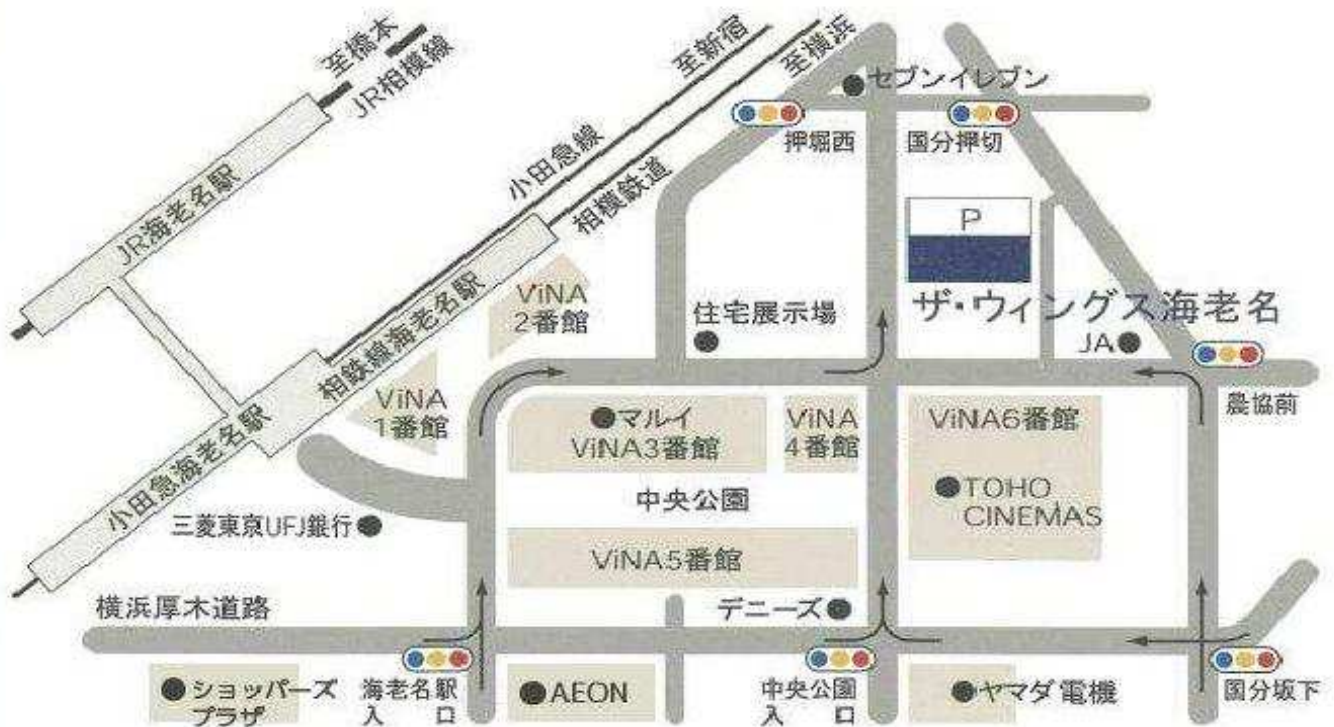 至橋本
JR相模線
至新宿
至横浜
小田急線
相模鉄道
セブンイレブン
押堀西
国分押切
P
JR海老名駅
ViNA
2番館
住宅展示場
ザ・ウィングス海老名
JA
相鉄線海老名駅
ViNA
1番館
農協前
マルイ
ViNA3番館
ViNA
4番館
ViNA6番館
小田急海老名駅
中央公園
TOHO
CINEMAS
三菱東京UFJ銀行
ViNA5番館
横浜厚木道路
デニーズ
ショッパーズ
プラザ
海老名駅
入 口
AEON
中央公園
入 口
ヤマダ電機
国分坂下